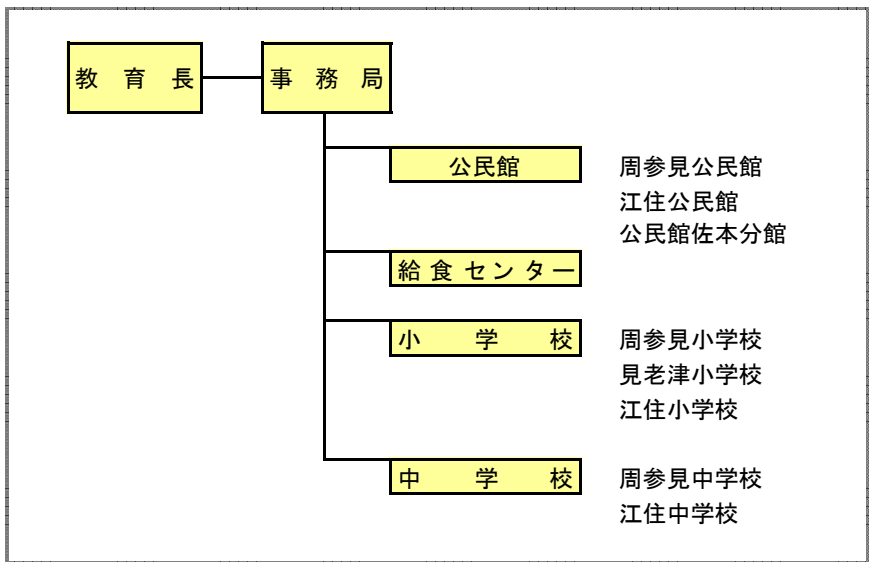 教育長 事務局
公民館 周参見公民館
江住公民館
公民館佐本分館
給食センター
小学校 周参見小学校
見老津小学校
江住小学校
中学校 周参見中学校
江住中学校